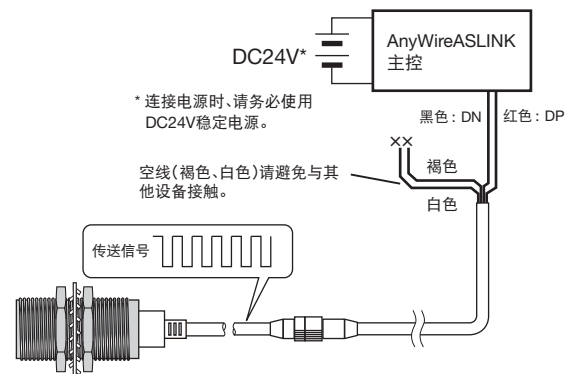 AnyWireASLINK
主控
DC24V*
* 连接电源时、请务必使用
DC24V稳定电源。
黑色：DN
红色：DP
××
褐色
空线（褐色、白色）请避免与其
他设备接触。
白色
传送信号